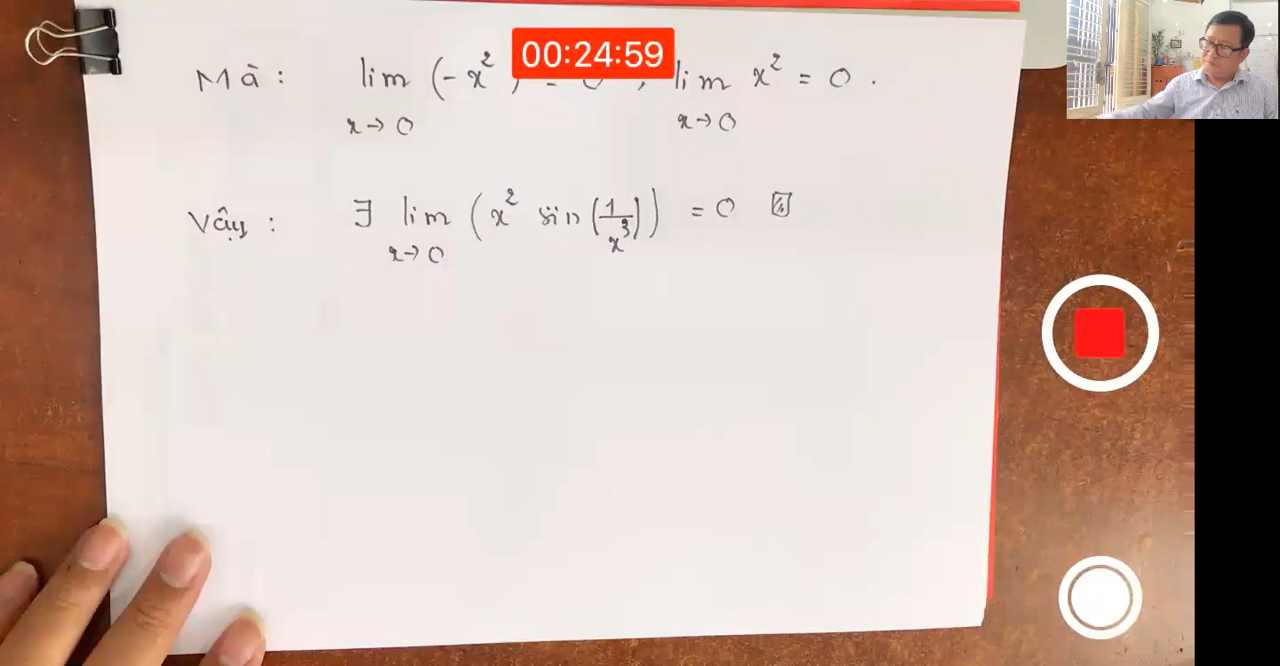 00:24:59
Mà : lim (-x² ) = 0 , lim x² = 0 .
x→0 x→0
Vậy : ∃ lim (x² sin (1/x³)) = 0
x→0